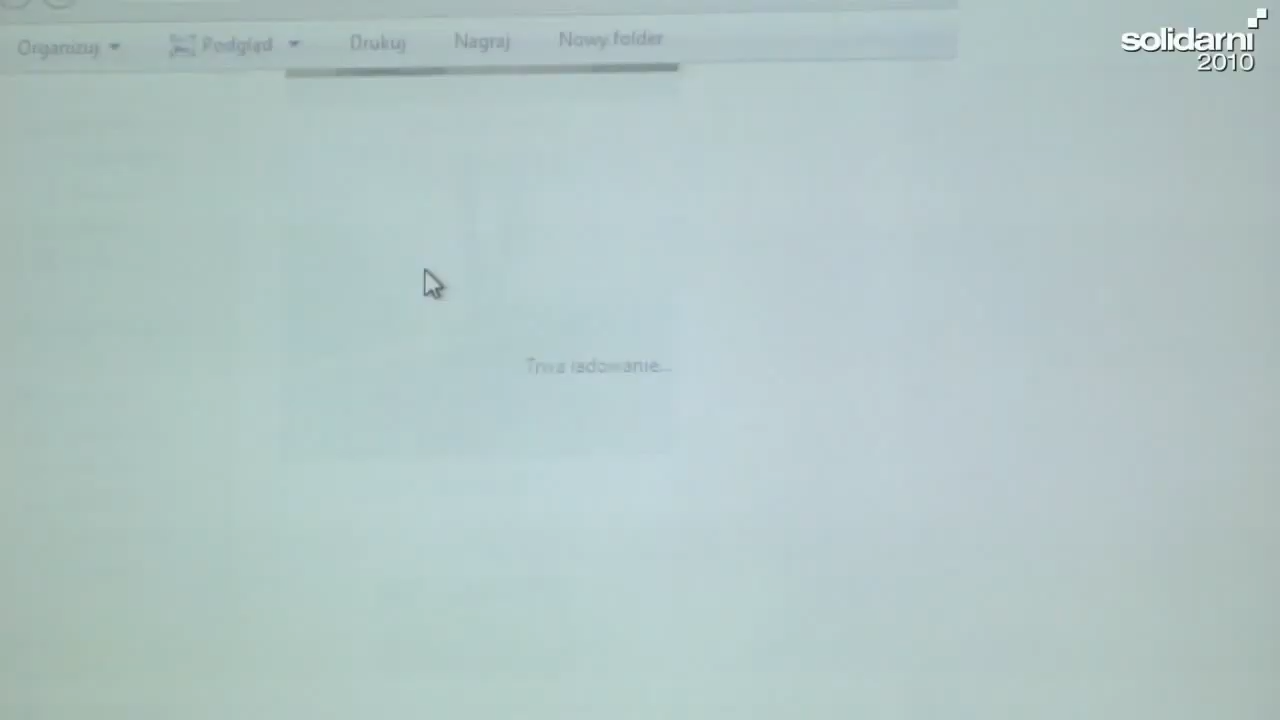 solidarni
2010
Organizuj Podgląd Drukuj Nagraj Nowy folder
Trwa ładowanie...